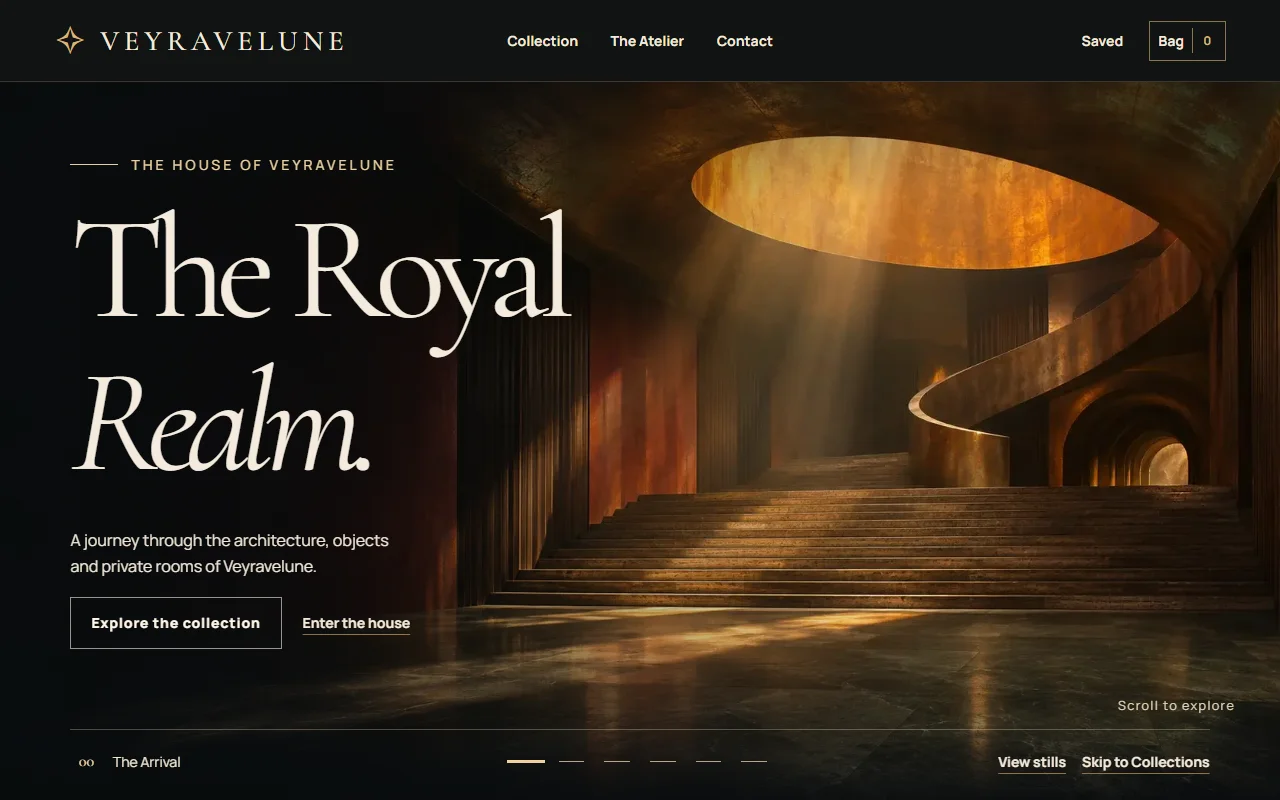 VEYRAVELUNE
Collection
The Atelier
Contact
Saved
Bag
0
THE HOUSE OF VEYRAVELUNE
The Royal
Realm.
A journey through the architecture, objects
and private rooms of Veyravelune.
Explore the collection
Enter the house
Scroll to explore
00
The Arrival
View stills
Skip to Collections